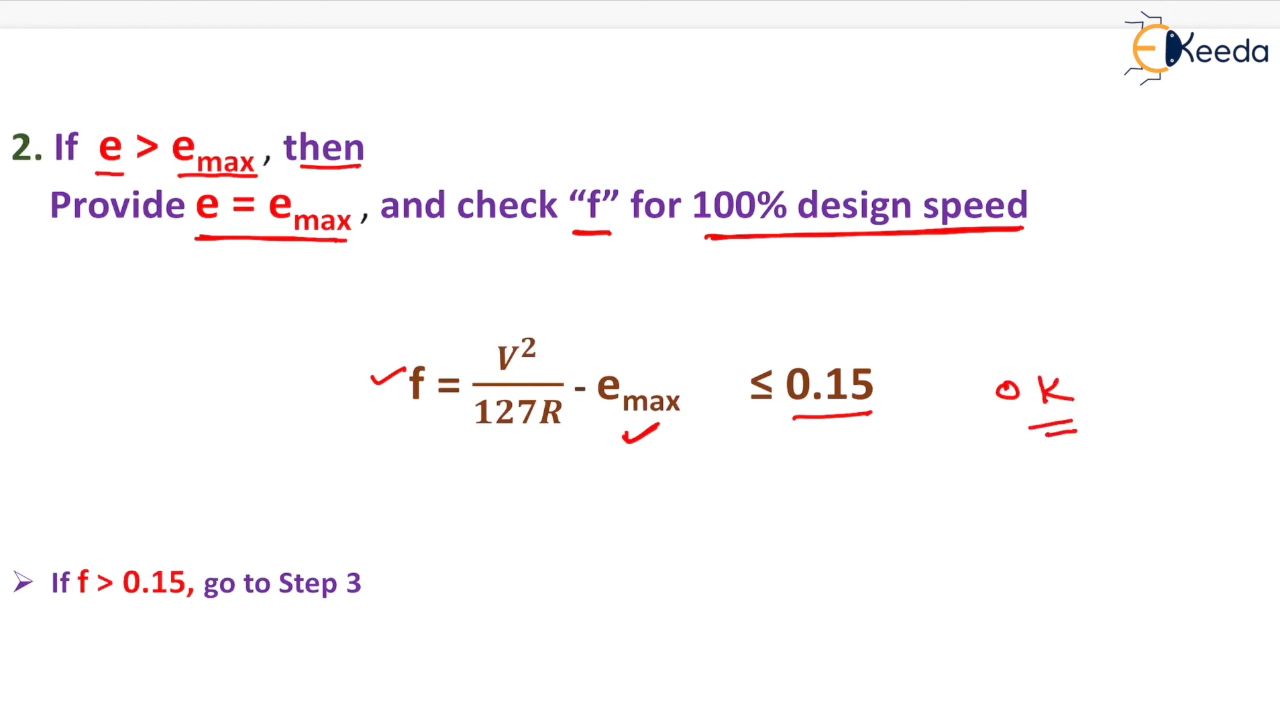 EKeeda
2. If e > emax, then
Provide e = emax, and check “f” for 100% design speed
f = V²/127R - emax ≤ 0.15 OK
➢ If f > 0.15, go to Step 3